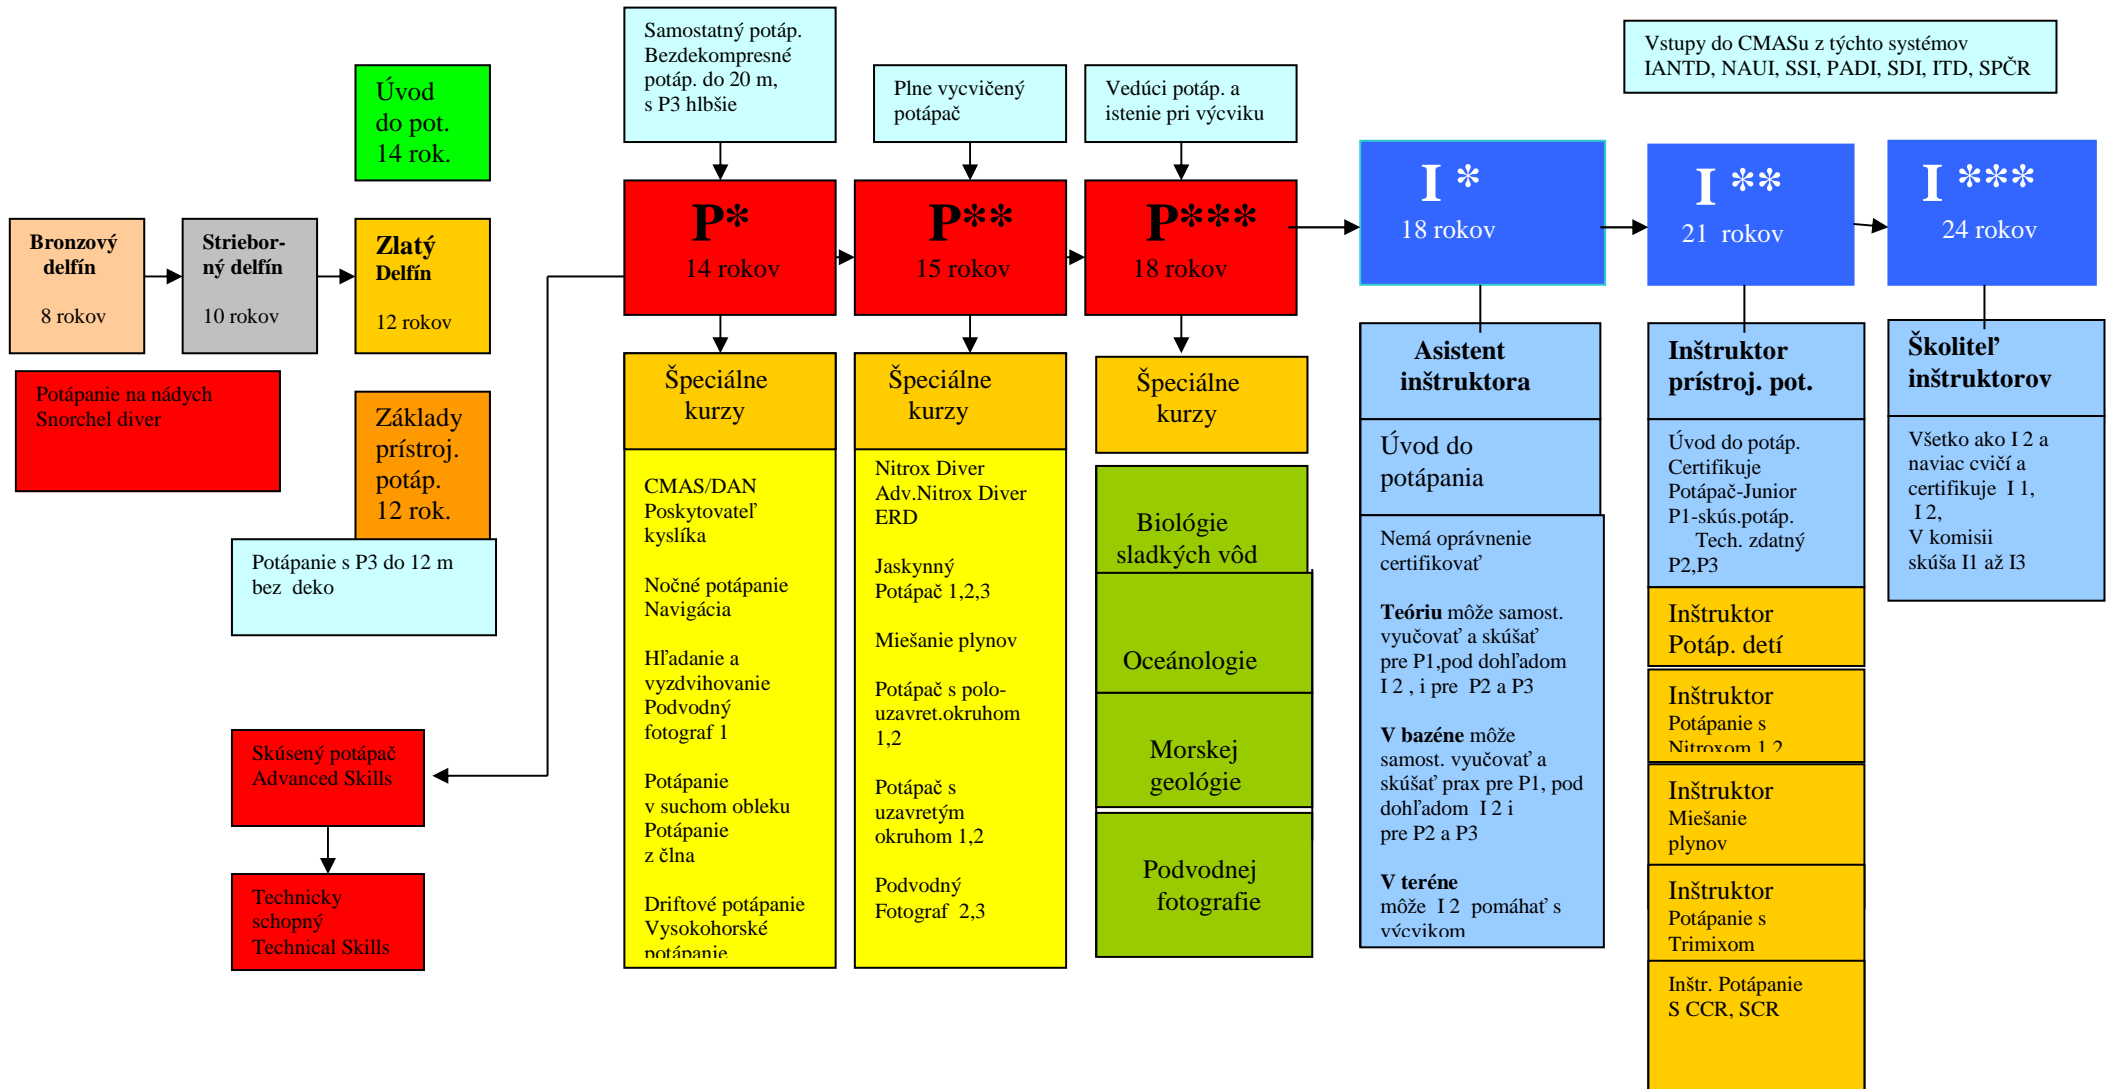 Samostatný potáp.
Bezdekompresné
potáp. do 20 m,
s P3 hlbšie
Plne vycvičený
potápač
Vedúci potáp. a
istenie pri výcviku
Vstupy do CMASu z týchto systémov
IANTD, NAUI, SSI, PADI, SDI, ITD, SPČR
Úvod
do pot.
14 rok.
Bronzový
delfín
8 rokov
Striebor-
ný delfín
10 rokov
Zlatý
Delfín
12 rokov
P*
14 rokov
P**
15 rokov
P***
18 rokov
I *
18 rokov
I **
21 rokov
I ***
24 rokov
Potápanie na nádych
Snorchel diver
Základy
prístroj.
potáp.
12 rok.
Potápanie s P3 do 12 m
bez deko
Skúsený potápač
Advanced Skills
Technicky
schopný
Technical Skills
Špeciálne
kurzy
CMAS/DAN
Poskytovateľ
kyslíka
Nočné potápanie
Navigácia
Hľadanie a
vyzdvihovanie
Podvodný
fotograf 1
Potápanie
v suchom obleku
Potápanie
z člna
Driftové potápanie
Vysokohorské
potápanie
Špeciálne
kurzy
Nitrox Diver
Adv.Nitrox Diver
ERD
Jaskynný
Potápač 1,2,3
Miešanie plynov
Potápač s polo-
uzavret.okruhom
1,2
Potápač s
uzavretým
okruhom 1,2
Podvodný
Fotograf 2,3
Špeciálne
kurzy
Biológie
sladkých vôd
Oceánologie
Morskej
geológie
Podvodnej
fotografie
Asistent
inštruktora
Úvod do
potápania
Nemá oprávnenie
certifikovať
Teóriu môže samost.
vyučovať a skúšať
pre P1,pod dohľadom
I 2 , i pre P2 a P3
V bazéne môže
samost. vyučovať a
skúšať prax pre P1, pod
dohľadom I 2 i
pre P2 a P3
V teréne
môže I 2 pomáhať s
výcvikom
Inštruktor
prístroj. pot.
Úvod do potáp.
Certifikuje
Potápač-Junior
P1-skús.potáp.
Tech. zdatný
P2,P3
Inštruktor
Potáp. detí
Inštruktor
Potápanie s
Nitroxom 1,2
Inštruktor
Miešanie
plynov
Inštruktor
Potápanie s
Trimixom
Inštr. Potápanie
S CCR, SCR
Školiteľ
inštruktorov
Všetko ako I 2 a
naviac cvičí a
certifikuje I 1,
I 2,
V komisii
skúša I1 až I3